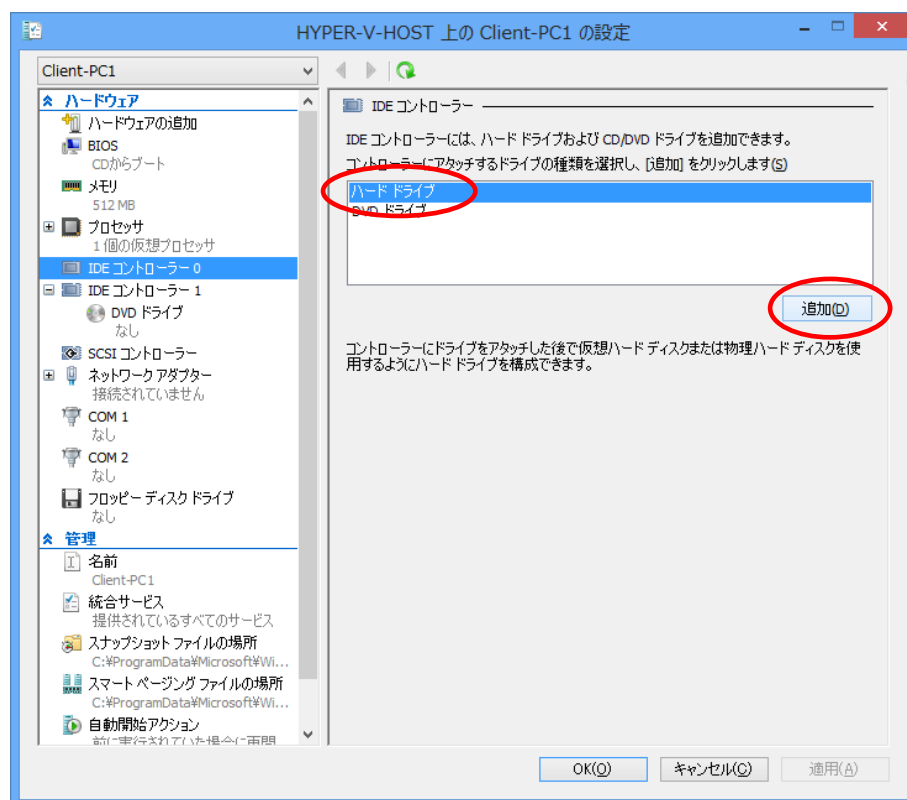 HYPER-V-HOST 上の Client-PC1 の設定
Client-PC1
ハードウェア
ハードウェアの追加
BIOS
CDからブート
メモリ
512 MB
プロセッサ
1 個の仮想プロセッサ
IDE コントローラー 0
IDE コントローラー 1
DVD ドライブ
なし
SCSI コントローラー
ネットワーク アダプター
接続されていません
COM 1
なし
COM 2
なし
フロッピー ディスク ドライブ
なし
管理
名前
Client-PC1
統合サービス
提供されているすべてのサービス
スナップショット ファイルの場所
C:¥ProgramData¥Microsoft¥Wi...
スマート ページング ファイルの場所
C:¥ProgramData¥Microsoft¥Wi...
自動開始アクション
前に実行されていた場合に再開
IDE コントローラー
IDE コントローラーには、ハード ドライブおよび CD/DVD ドライブを追加できます。
コントローラーにアタッチするドライブの種類を選択し、[追加] をクリックします(S)
ハード ドライブ
DVD ドライブ
追加(D)
コントローラーにドライブをアタッチした後で仮想ハード ディスクまたは物理ハード ディスクを使
用するようにハード ドライブを構成できます。
OK(O)
キャンセル(C)
適用(A)